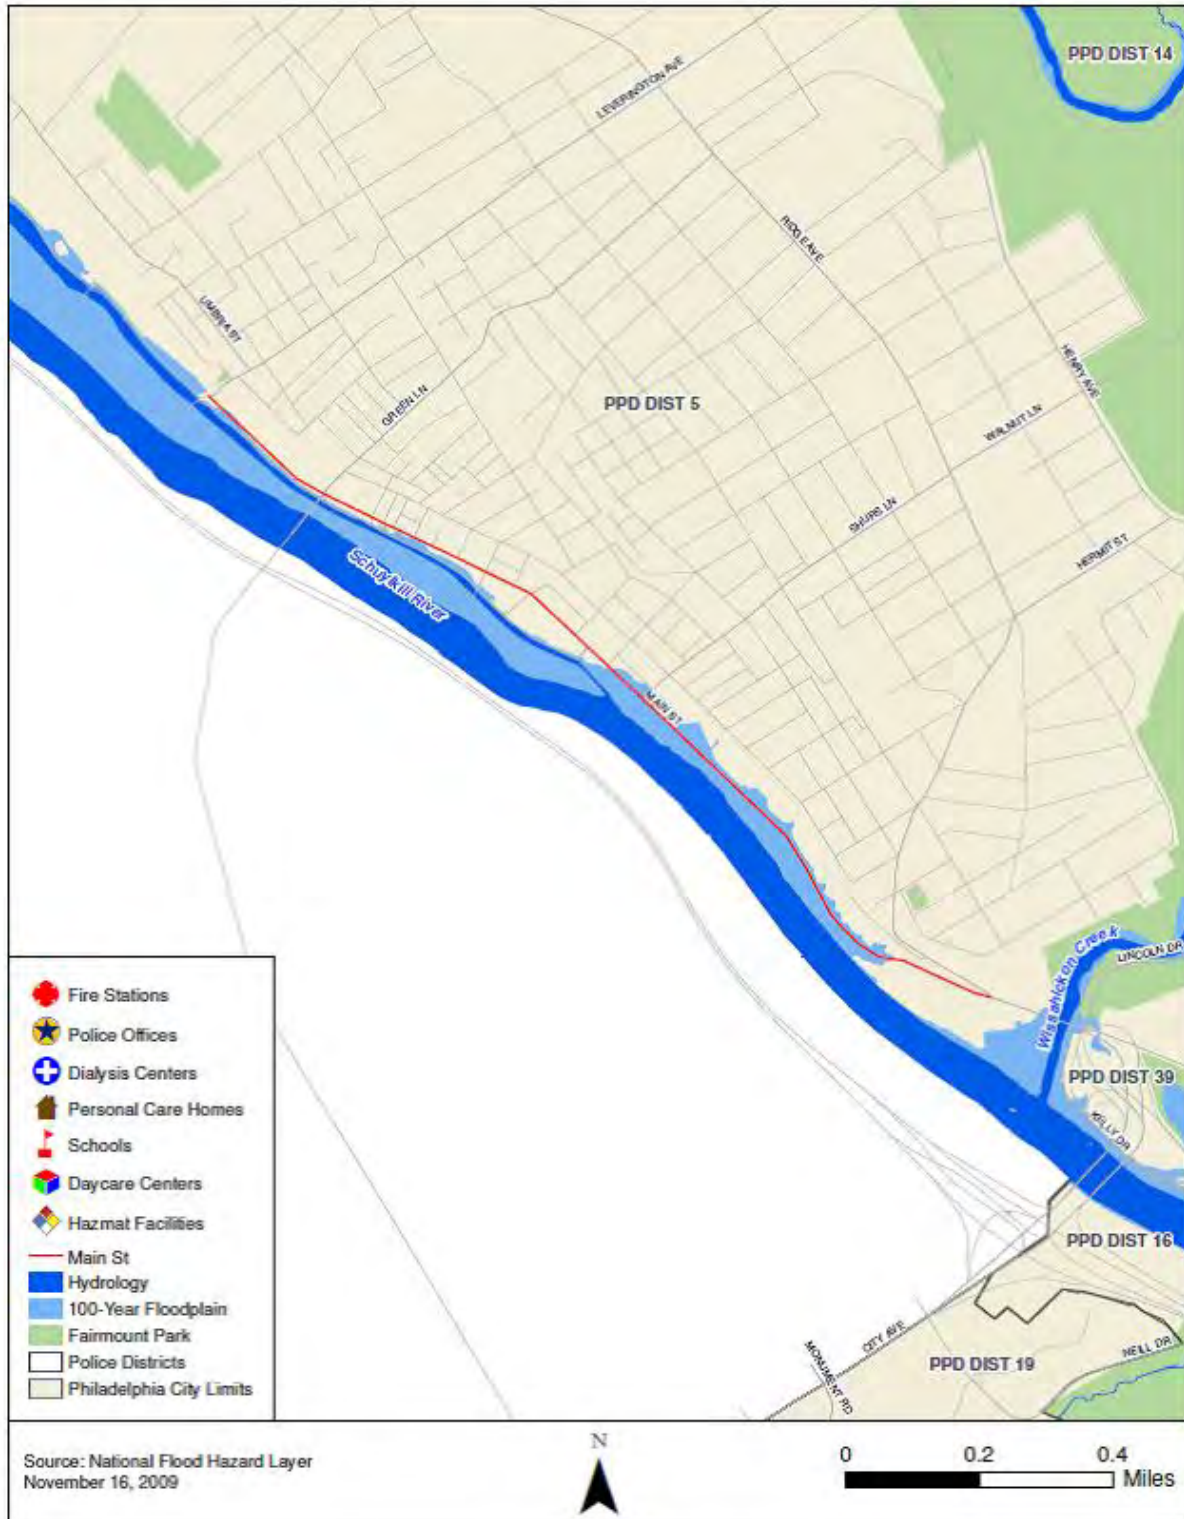 PPD DIST 14
LEVERINGTON AVE
RIDGE AVE
UMBRIA ST
HENRY AVE
GREEN LN
PPD DIST 5
WALNUT LN
SHURS LN
HERMIT ST
Schuylkill River
MAIN ST
Wissahickon Creek
LINCOLN DR
PPD DIST 39
KELLY DR
PPD DIST 16
CITY AVE
MONUMENT RD
PPD DIST 19
NEILL DR
Fire Stations
Police Offices
Dialysis Centers
Personal Care Homes
Schools
Daycare Centers
Hazmat Facilities
Main St
Hydrology
100-Year Floodplain
Fairmount Park
Police Districts
Philadelphia City Limits
Source: National Flood Hazard Layer
November 16, 2009
N
0 0.2 0.4
Miles